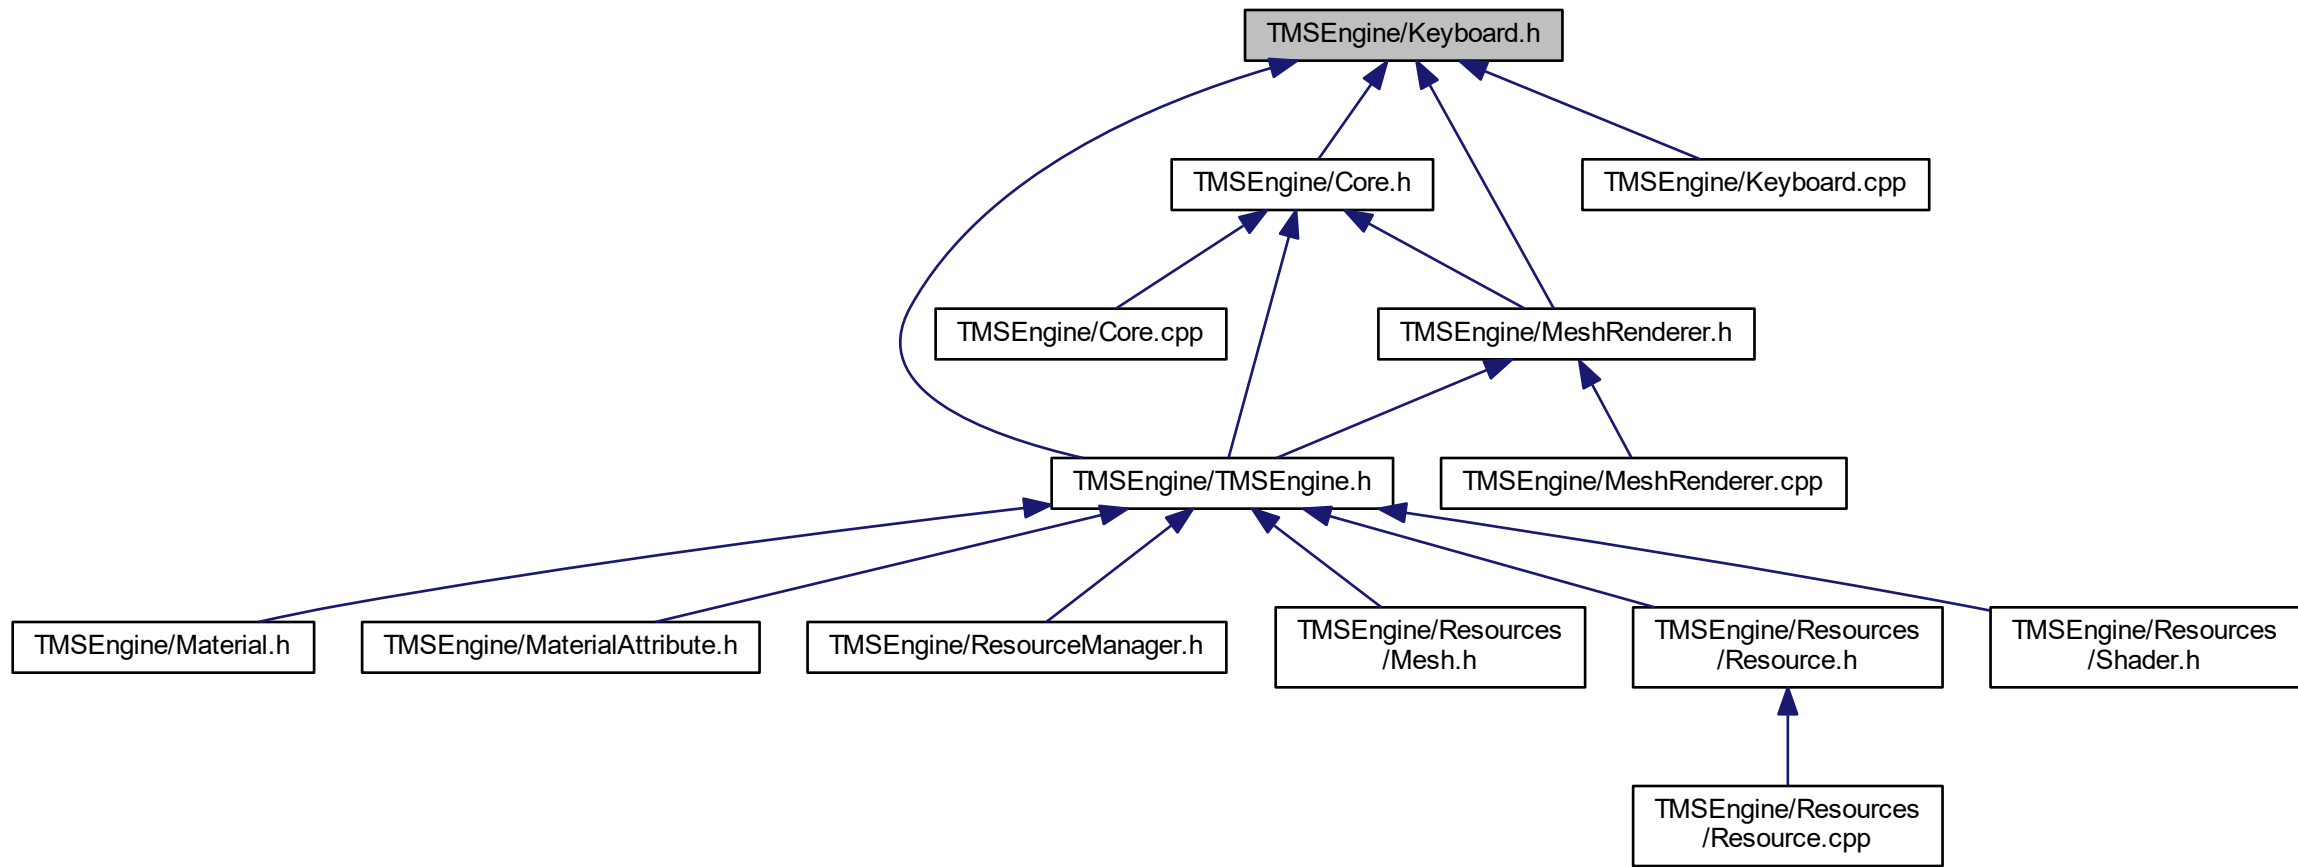 TMSEngine/Keyboard.h
TMSEngine/Core.h
TMSEngine/Keyboard.cpp
TMSEngine/Core.cpp
TMSEngine/MeshRenderer.h
TMSEngine/TMSEngine.h
TMSEngine/MeshRenderer.cpp
TMSEngine/Material.h
TMSEngine/MaterialAttribute.h
TMSEngine/ResourceManager.h
TMSEngine/Resources
/Mesh.h
TMSEngine/Resources
/Resource.h
TMSEngine/Resources
/Shader.h
TMSEngine/Resources
/Resource.cpp